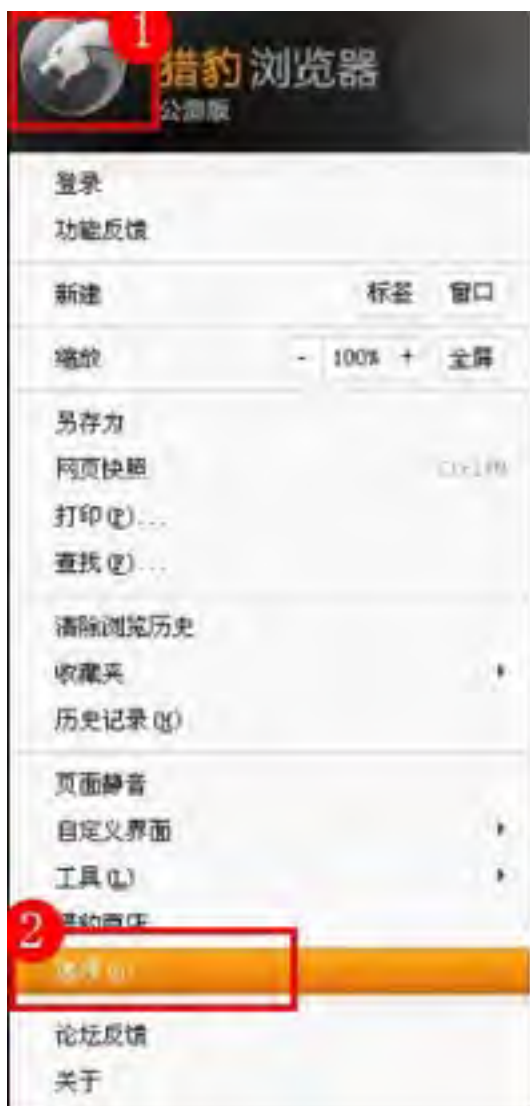 1
猎豹浏览器
公测版
登录
功能反馈
新建 标签 窗口
缩放 - 100% + 全屏
另存为
网页快照
打印(P)...
查找(F)...
清除浏览历史
收藏夹
历史记录(H)
页面静音
自定义界面
工具(L)
2
论坛反馈
关于